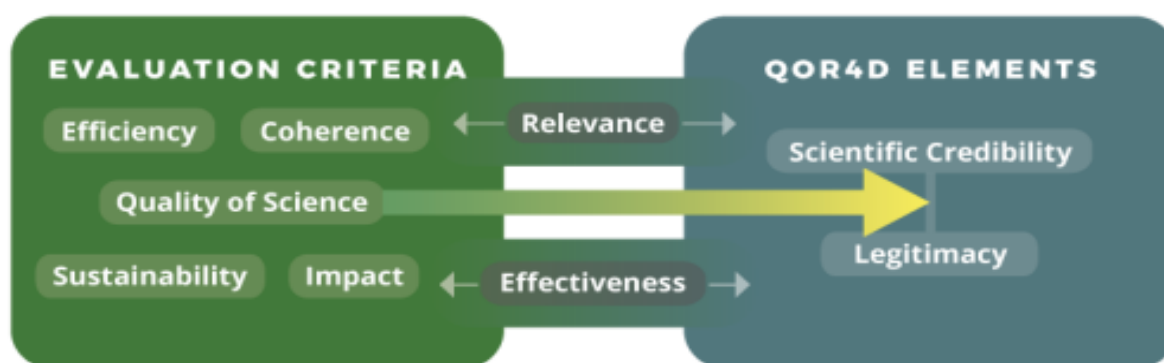 EVALUATION CRITERIA
Efficiency
Coherence
Quality of Science
Sustainability
Impact
Relevance
Effectiveness
QOR4D ELEMENTS
Scientific Credibility
Legitimacy